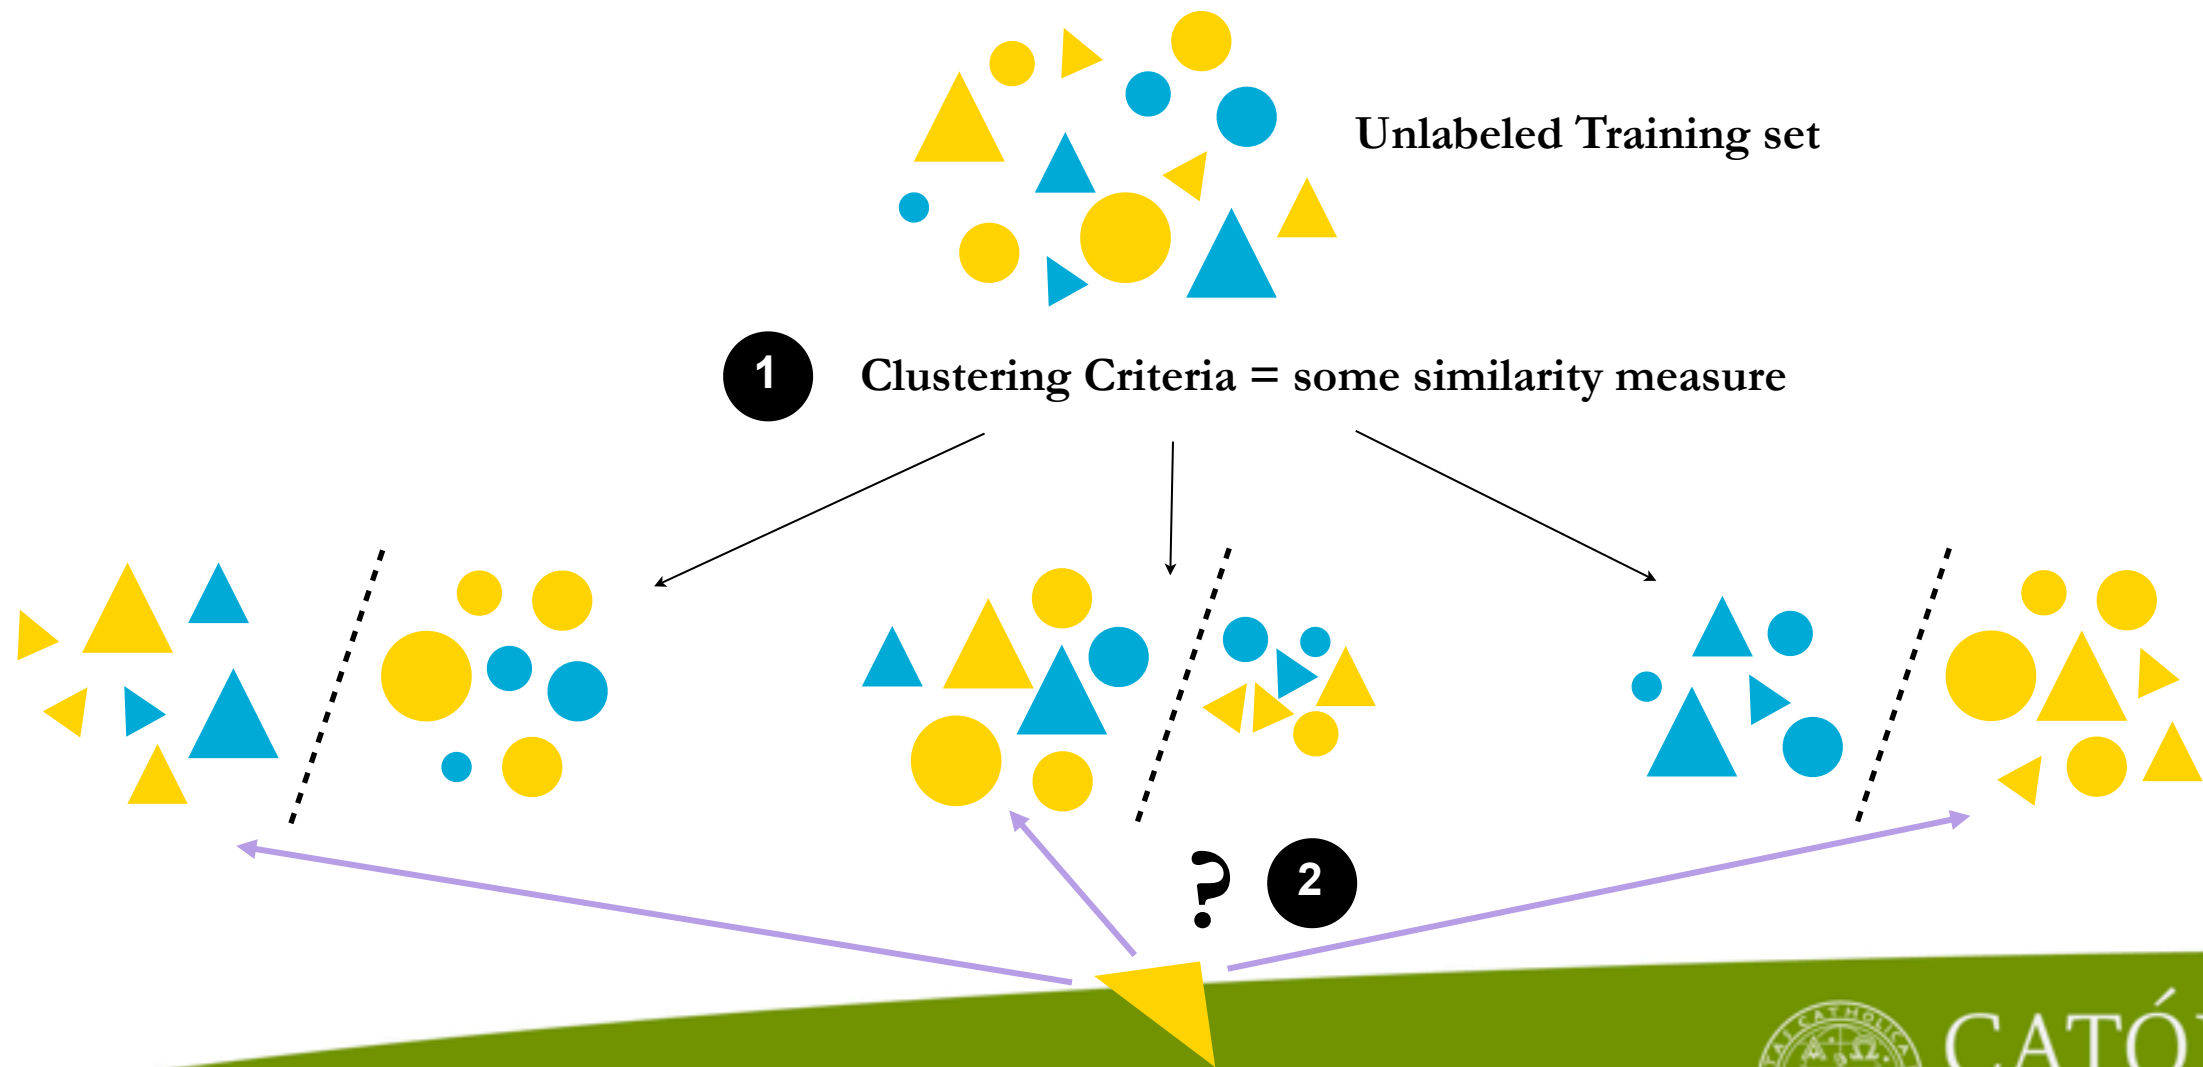 Unlabeled Training set
1 Clustering Criteria = some similarity measure
? 2
CATÓ